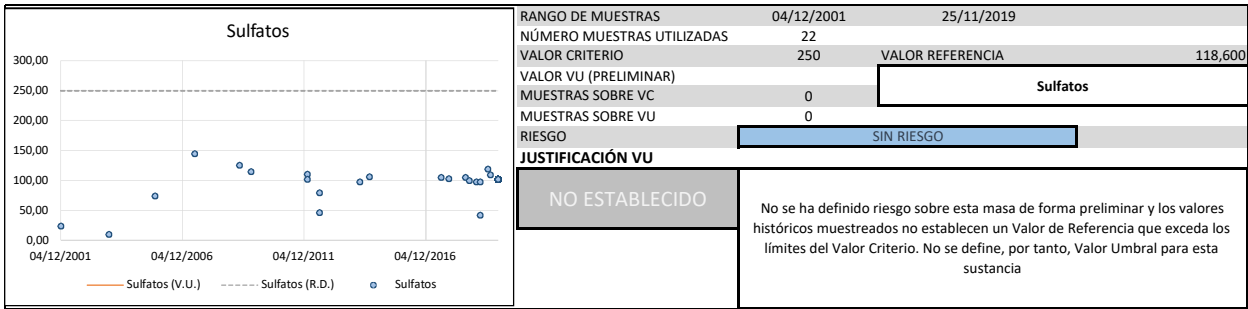 Sulfatos
300,00
250,00
200,00
150,00
100,00
50,00
0,00
04/12/2001 04/12/2006 04/12/2011 04/12/2016
Sulfatos (V.U.) Sulfatos (R.D.) Sulfatos
RANGO DE MUESTRAS 04/12/2001 25/11/2019
NÚMERO MUESTRAS UTILIZADAS 22
VALOR CRITERIO 250 VALOR REFERENCIA 118,600
VALOR VU (PRELIMINAR)
Sulfatos
MUESTRAS SOBRE VC 0
MUESTRAS SOBRE VU 0
RIESGO SIN RIESGO
JUSTIFICACIÓN VU
NO ESTABLECIDO
No se ha definido riesgo sobre esta masa de forma preliminar y los valores
históricos muestreados no establecen un Valor de Referencia que exceda los
límites del Valor Criterio. No se define, por tanto, Valor Umbral para esta
sustancia